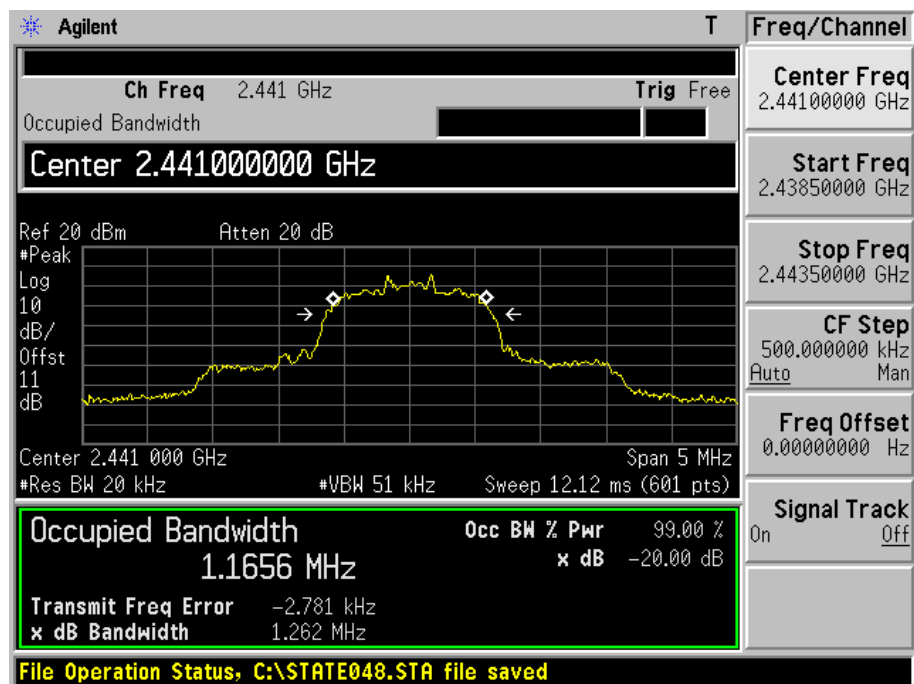 Agilent T
Ch Freq 2.441 GHz Trig Free
Occupied Bandwidth
Center 2.441000000 GHz
Ref 20 dBm Atten 20 dB
#Peak
Log
10
dB/
Offst
11
dB
Center 2.441 000 GHz Span 5 MHz
#Res BW 20 kHz #VBW 51 kHz Sweep 12.12 ms (601 pts)
Occupied Bandwidth Occ BW % Pwr 99.00 %
1.1656 MHz x dB -20.00 dB
Transmit Freq Error -2.781 kHz
x dB Bandwidth 1.262 MHz
File Operation Status, C:\STATE048.STA file saved
Freq/Channel
Center Freq
2.44100000 GHz
Start Freq
2.43850000 GHz
Stop Freq
2.44350000 GHz
CF Step
500.000000 kHz
Auto Man
Freq Offset
0.00000000 Hz
Signal Track
On Off